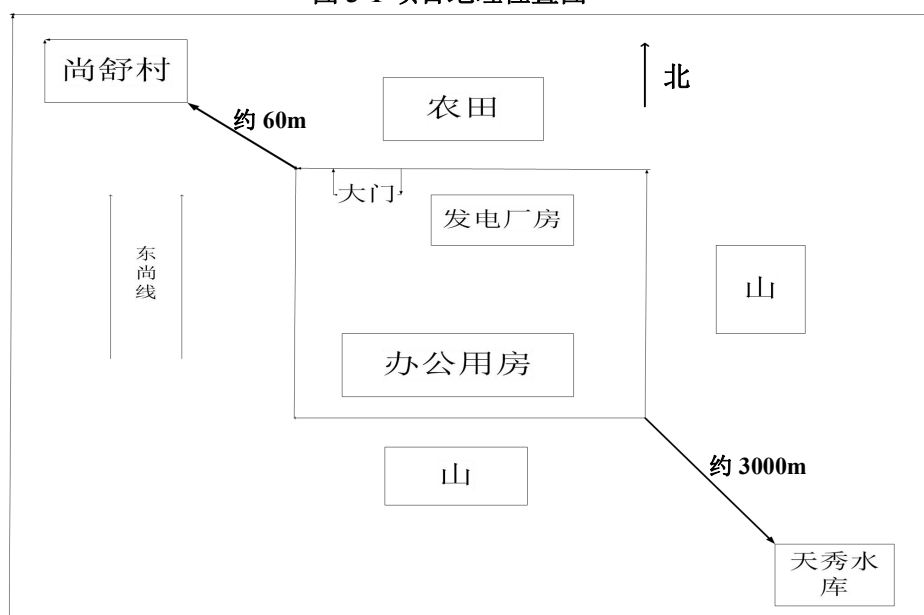 尚舒村
北
农田
约 60m
大门
发电厂房
东
尚
线
山
办公用房
山
约 3000m
天秀水
库